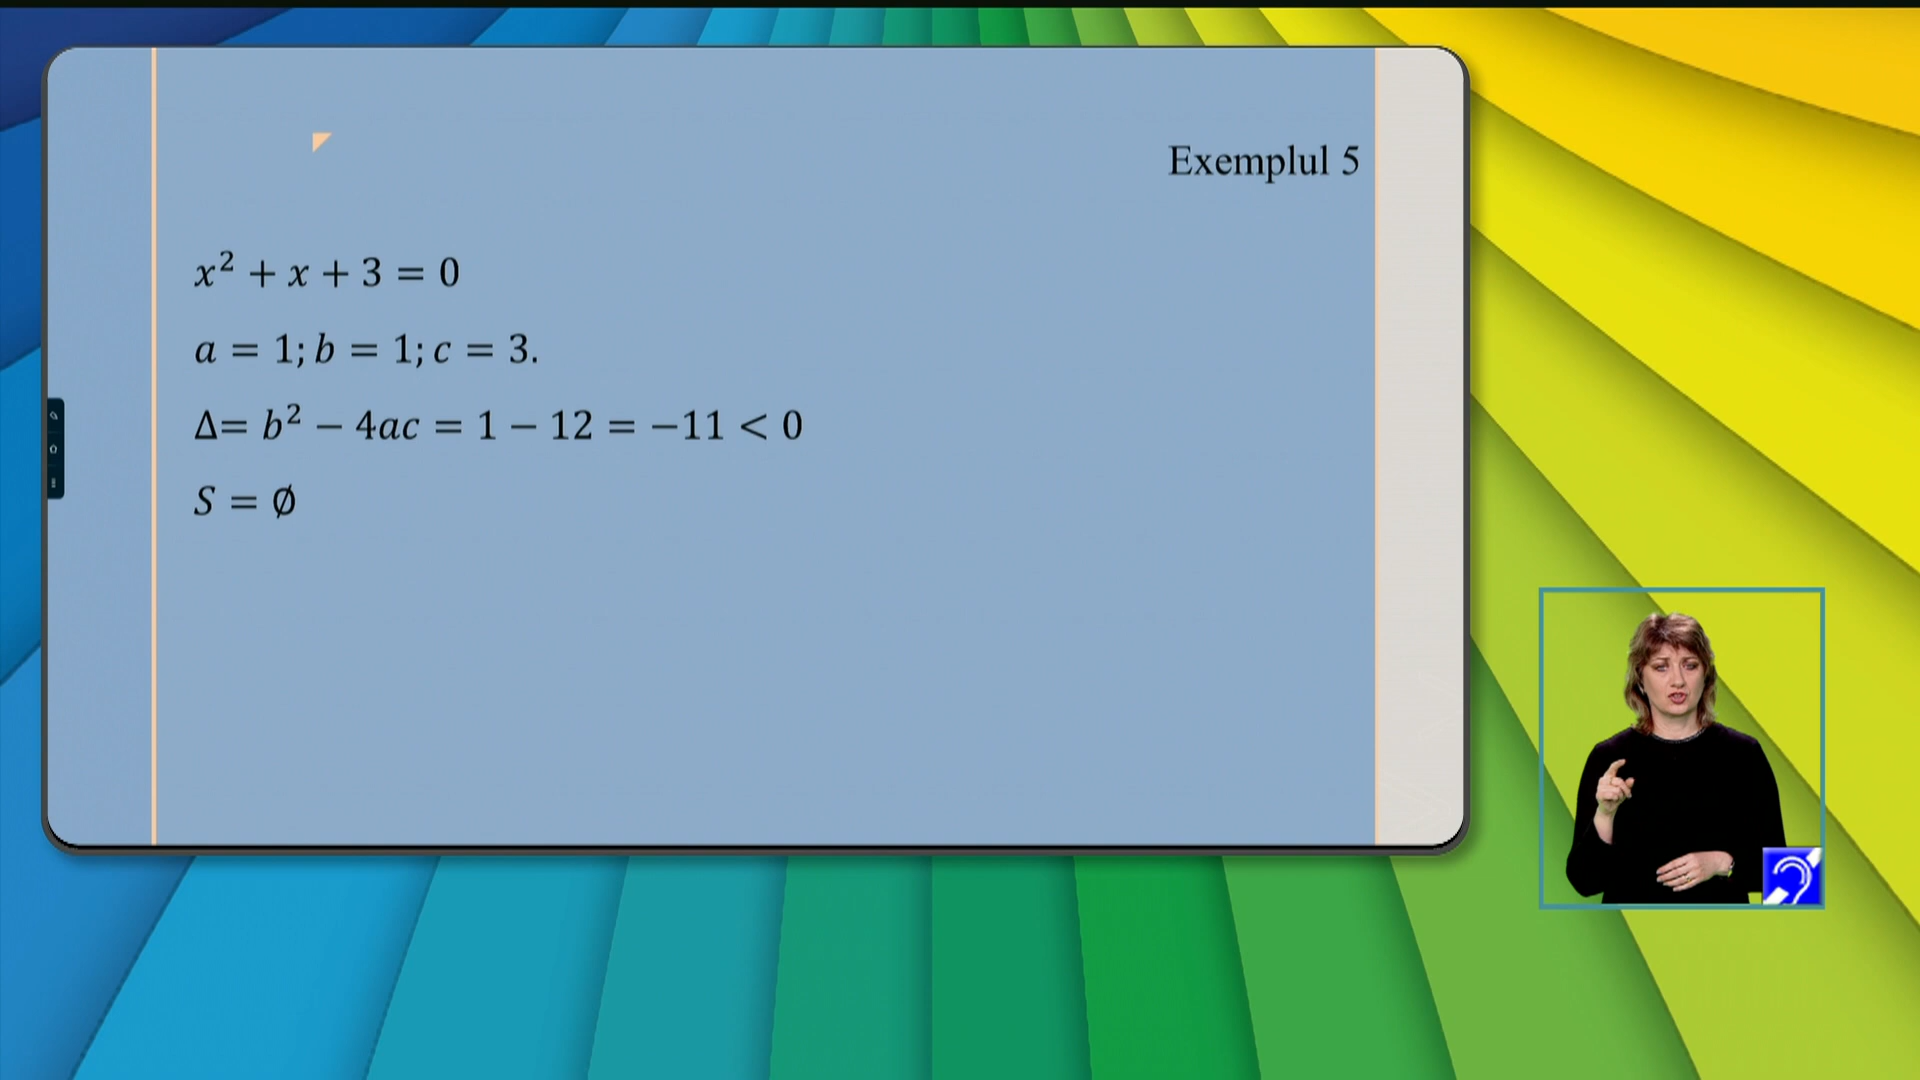 Exemplul 5
x² + x + 3 = 0
a = 1; b = 1; c = 3.
Δ= b² − 4ac = 1 − 12 = −11 < 0
S = ∅